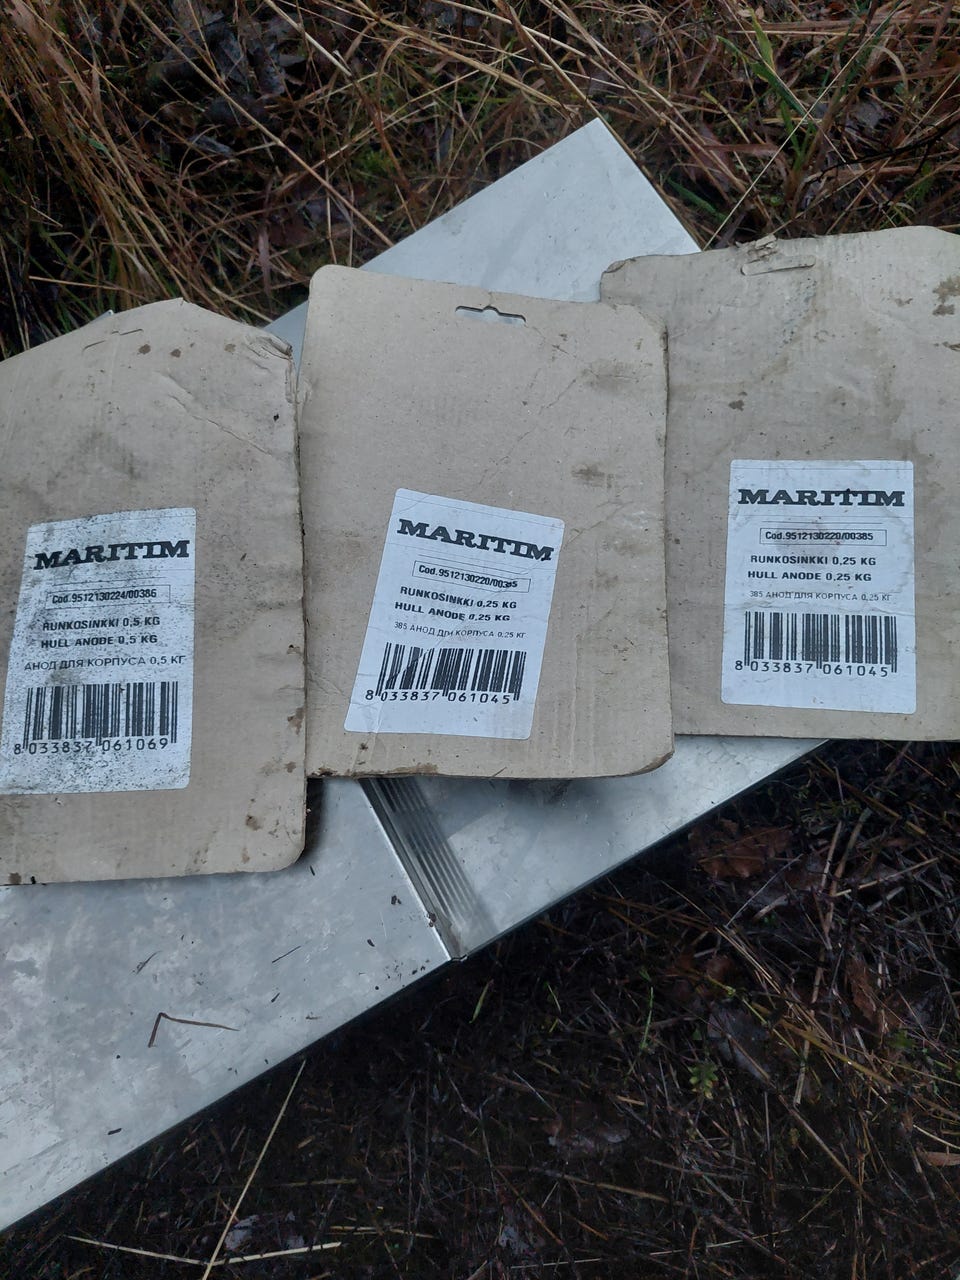 MARITIM
Cod.9512130224/00386
RUNKOSINKKI 0,5 KG
HULL ANODE 0,5 KG
АНОД ДЛЯ КОРПУСА 0,5 КГ
8 033837 061069
MARITIM
Cod.9512130220/00385
RUNKOSINKKI 0,25 KG
HULL ANODE 0,25 KG
385 АНОД ДЛЯ КОРПУСА 0,25 КГ
8 033837 061045
MARITIM
Cod.9512130220/00385
RUNKOSINKKI 0,25 KG
HULL ANODE 0,25 KG
385 АНОД ДЛЯ КОРПУСА 0,25 КГ
8 033837 061045